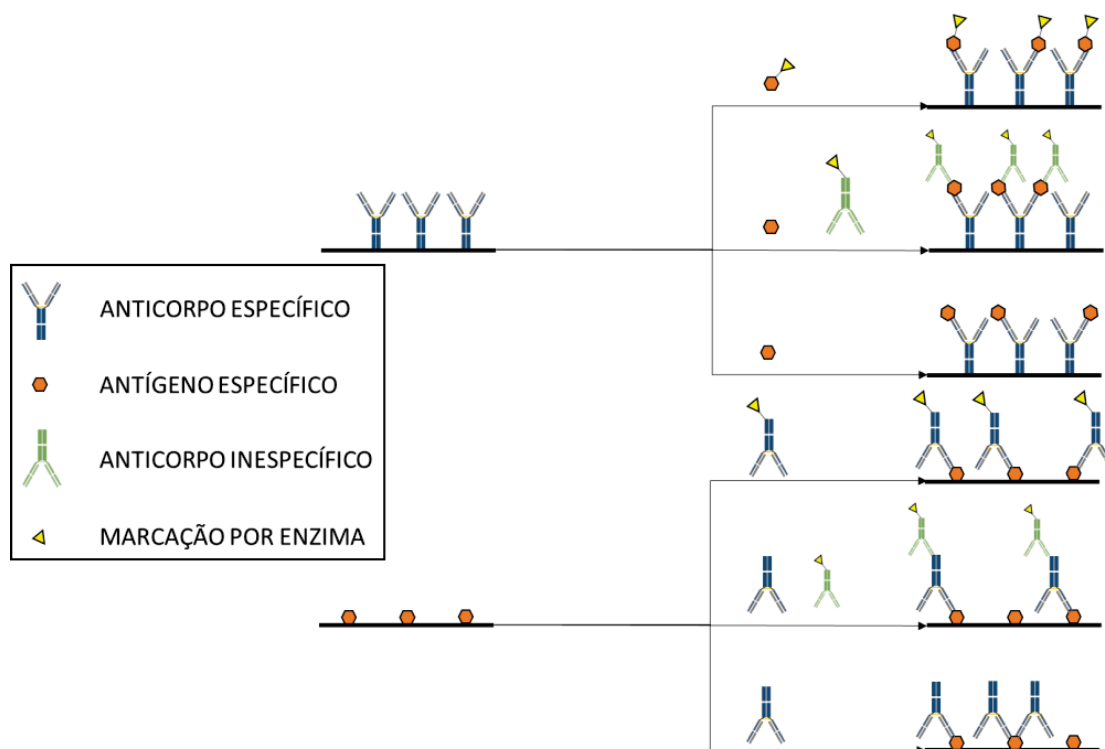 ANTICORPO ESPECÍFICO
ANTÍGENO ESPECÍFICO
ANTICORPO INESPECÍFICO
MARCAÇÃO POR ENZIMA